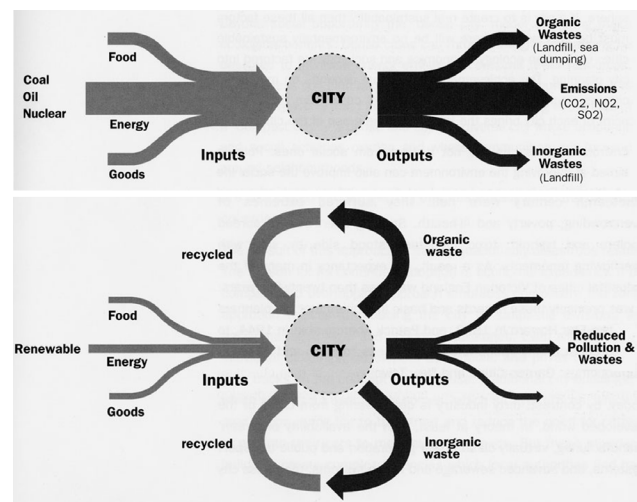 Food
Coal
Oil
Nuclear
Energy
Goods
Inputs
CITY
Outputs
Organic
Wastes
(Landfill, sea
dumping)
Emissions
(CO2, NO2,
SO2)
Inorganic
Wastes
(Landfill)
recycled
Organic
waste
Food
Renewable
Energy
Goods
Inputs
CITY
Outputs
Reduced
Pollution &
Wastes
recycled
Inorganic
waste